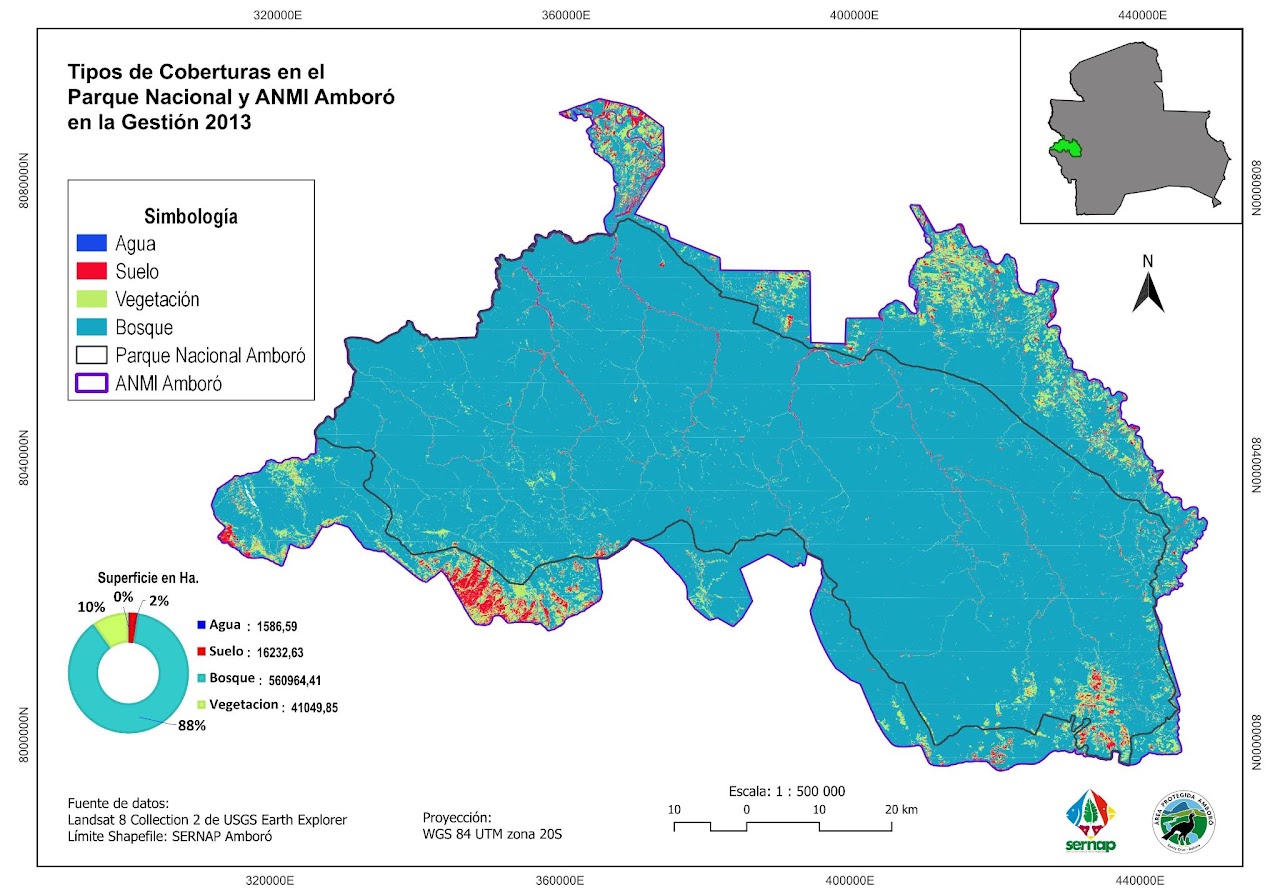 320000E
360000E
400000E
440000E
Tipos de Coberturas en el
Parque Nacional y ANMI Amboró
en la Gestión 2013
8080000N
8080000N
Simbología
Agua
Suelo
Vegetación
Bosque
Parque Nacional Amboró
ANMI Amboró
N
8040000N
8040000N
Superficie en Ha.
10%
0%
2%
88%
Agua : 1586,59
Suelo : 16232,63
Bosque : 560964,41
Vegetacion : 41049,85
8000000N
8000000N
Fuente de datos:
Landsat 8 Collection 2 de USGS Earth Explorer
Límite Shapefile: SERNAP Amboró
Proyección:
WGS 84 UTM zona 20S
Escala: 1 : 500 000
10 0 10 20 km
sernap
ÁREA PROTEGIDA AMBORÓ
320000E
360000E
400000E
440000E